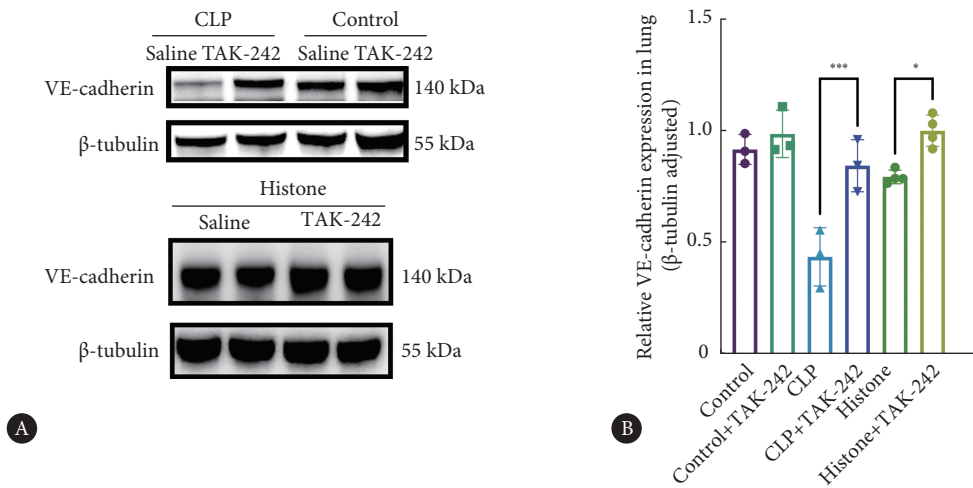 CLP Control
Saline TAK-242 Saline TAK-242
VE-cadherin 140 kDa
β-tubulin 55 kDa
Histone
Saline TAK-242
VE-cadherin 140 kDa
β-tubulin 55 kDa
A
Relative VE-cadherin expression in lung
(β-tubulin adjusted)
1.5
1.0
0.5
0
*** *
Control
Control+TAK-242
CLP
CLP+TAK-242
Histone
Histone+TAK-242
B